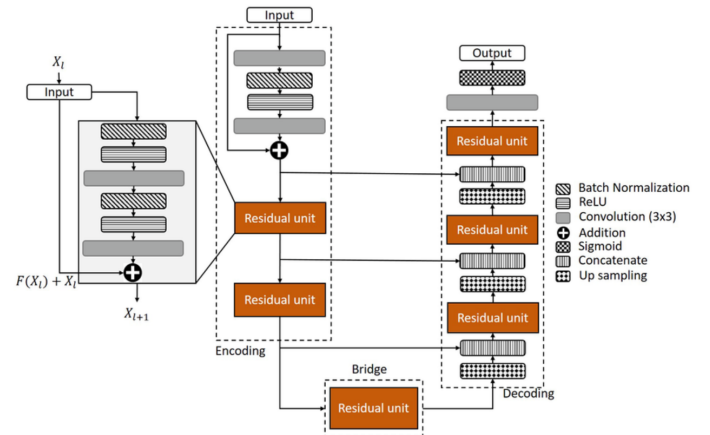 Input
X_l
Input
Output
Residual unit
Residual unit
Residual unit
Residual unit
Residual unit
Residual unit
F(X_l) + X_l
X_{l+1}
Encoding
Bridge
Decoding
Batch Normalization
ReLU
Convolution (3x3)
Addition
Sigmoid
Concatenate
Up sampling